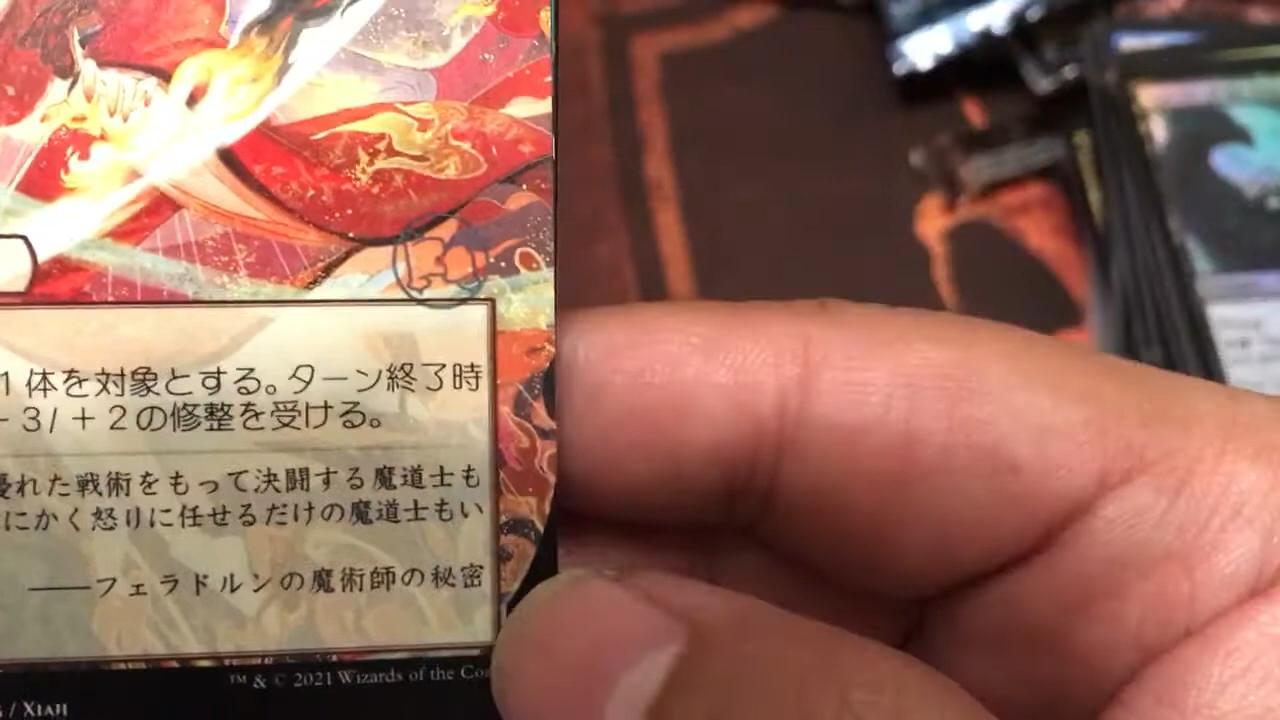 1体を対象とする。ターン終了時
3/+2の修整を受ける。
れた戦術をもって決闘する魔道士も
にかく怒りに任せるだけの魔道士もい
――フェラドルンの魔術師の秘密
™ & © 2021 Wizards of the Coa
/ XIAJI